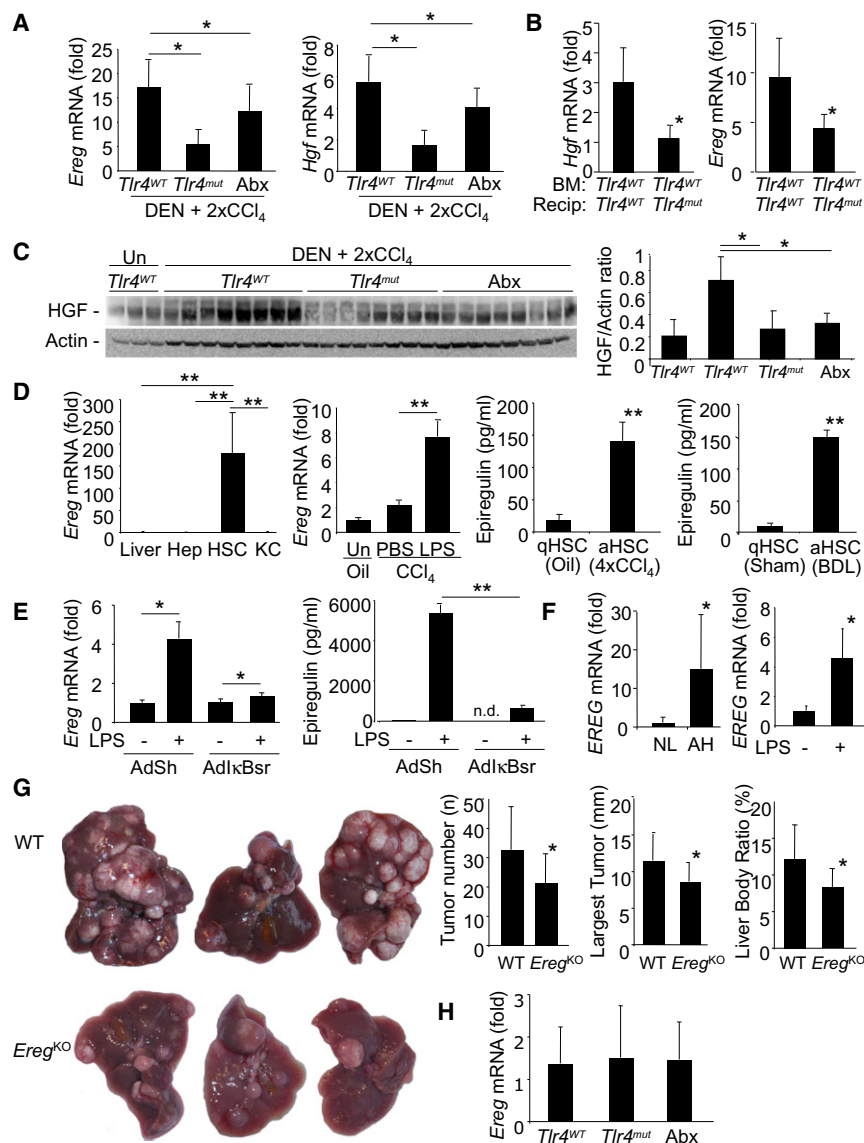 A
Ereg mRNA (fold)
25
20
15
10
5
0
*
*
Tlr4WT Tlr4mut Abx
DEN + 2xCCl4
Hgf mRNA (fold)
8
6
4
2
0
*
*
Tlr4WT Tlr4mut Abx
DEN + 2xCCl4
B
Hgf mRNA (fold)
5
4
3
2
1
0
*
BM: Tlr4WT Tlr4WT
Recip: Tlr4WT Tlr4mut
Ereg mRNA (fold)
15
10
5
0
*
Tlr4WT Tlr4WT
Tlr4WT Tlr4mut
C
Un DEN + 2xCCl4
Tlr4WT Tlr4WT Tlr4mut Abx
HGF -
Actin -
HGF/Actin ratio
1
0.8
0.6
0.4
0.2
0
*
*
Tlr4WT Tlr4WT Tlr4mut Abx
D
Ereg mRNA (fold)
300
250
200
150
100
50
0
**
** **
Liver Hep HSC KC
Ereg mRNA (fold)
10
8
6
4
2
0
**
Un PBS LPS
Oil CCl4
Epiregulin (pg/ml)
200
150
100
50
0
**
qHSC aHSC
(Oil) (4xCCl4)
Epiregulin (pg/ml)
200
150
100
50
0
**
qHSC aHSC
(Sham) (BDL)
E
Ereg mRNA (fold)
6
4
2
0
*
*
LPS - + - +
AdSh AdIκBsr
Epiregulin (pg/ml)
6000
4000
2000
0
**
n.d.
LPS - + - +
AdSh AdIκBsr
F
EREG mRNA (fold)
30
20
10
0
*
NL AH
EREG mRNA (fold)
8
6
4
2
0
*
LPS - +
G
WT
EregKO
Tumor number (n)
50
40
30
20
10
0
*
WT EregKO
Largest Tumor (mm)
20
15
10
5
0
*
WT EregKO
Liver Body Ratio (%)
20
15
10
5
0
*
WT EregKO
H
Ereg mRNA (fold)
3
2
1
0
Tlr4WT Tlr4mut Abx